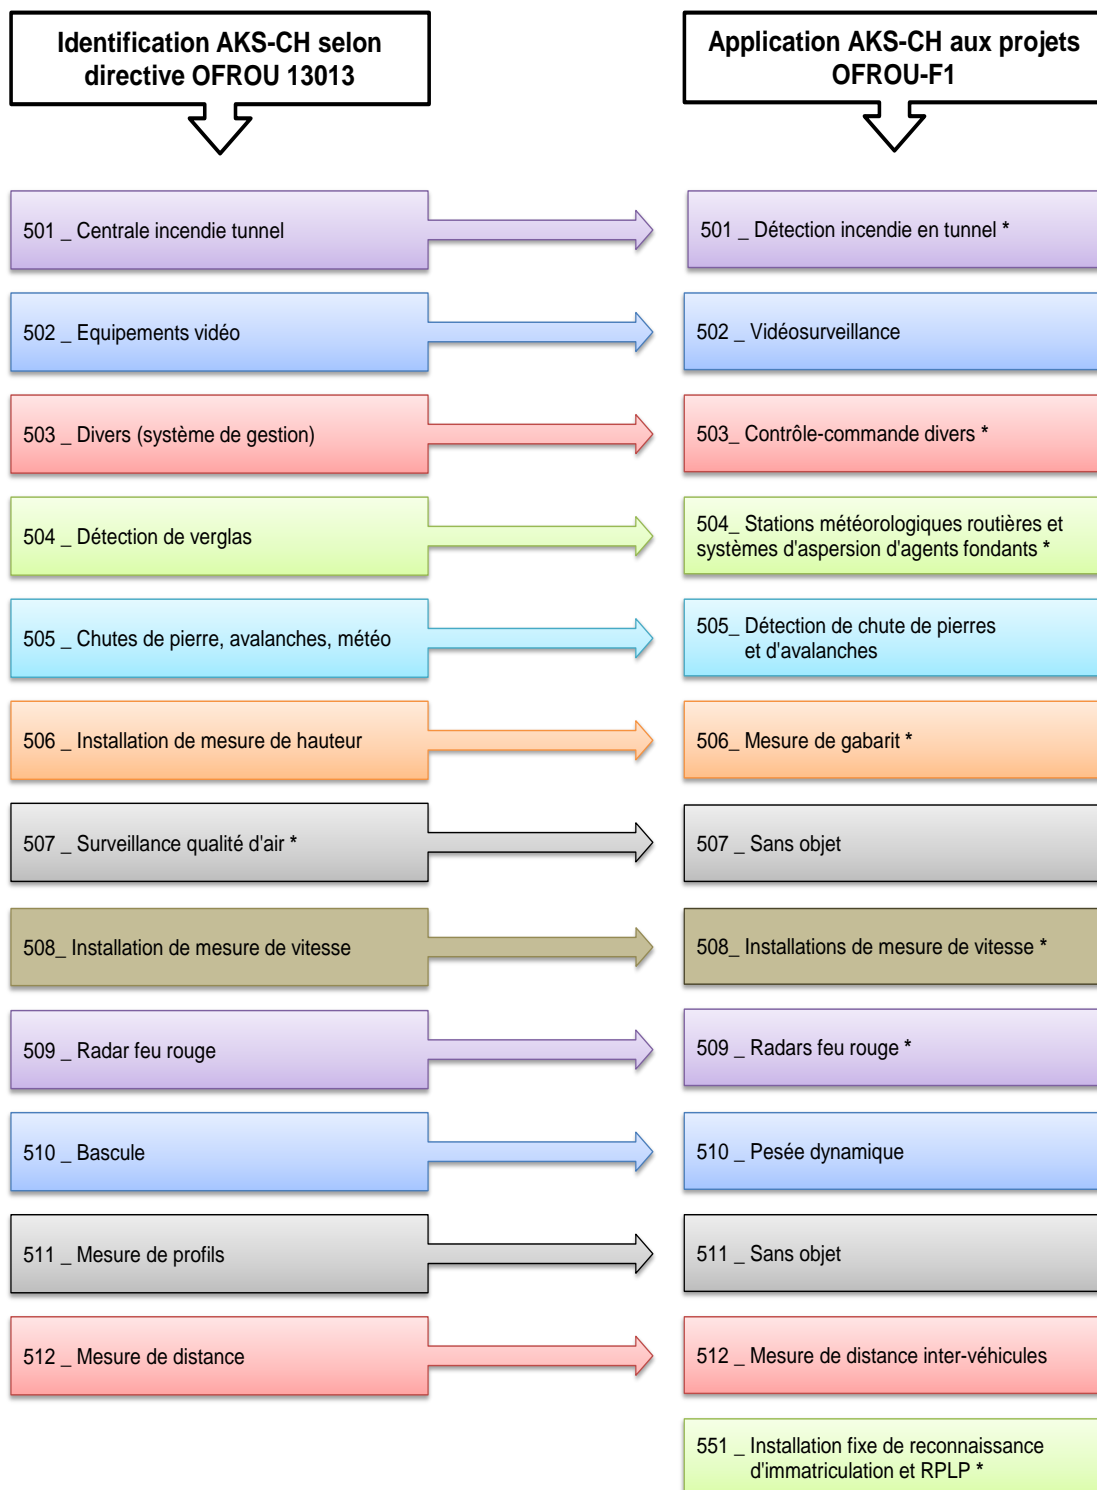 Identification AKS-CH selon
directive OFROU 13013
Application AKS-CH aux projets
OFROU-F1
501 _ Centrale incendie tunnel
501 _ Détection incendie en tunnel *
502 _ Equipements vidéo
502 _ Vidéosurveillance
503 _ Divers (système de gestion)
503_ Contrôle-commande divers *
504 _ Détection de verglas
504_ Stations météorologiques routières et
systèmes d'aspersion d'agents fondants *
505 _ Chutes de pierre, avalanches, météo
505_ Détection de chute de pierres
et d'avalanches
506 _ Installation de mesure de hauteur
506_ Mesure de gabarit *
507 _ Surveillance qualité d'air *
507 _ Sans objet
508_ Installation de mesure de vitesse
508_ Installations de mesure de vitesse *
509 _ Radar feu rouge
509 _ Radars feu rouge *
510 _ Bascule
510 _ Pesée dynamique
511 _ Mesure de profils
511 _ Sans objet
512 _ Mesure de distance
512 _ Mesure de distance inter-véhicules
551 _ Installation fixe de reconnaissance
d'immatriculation et RPLP *